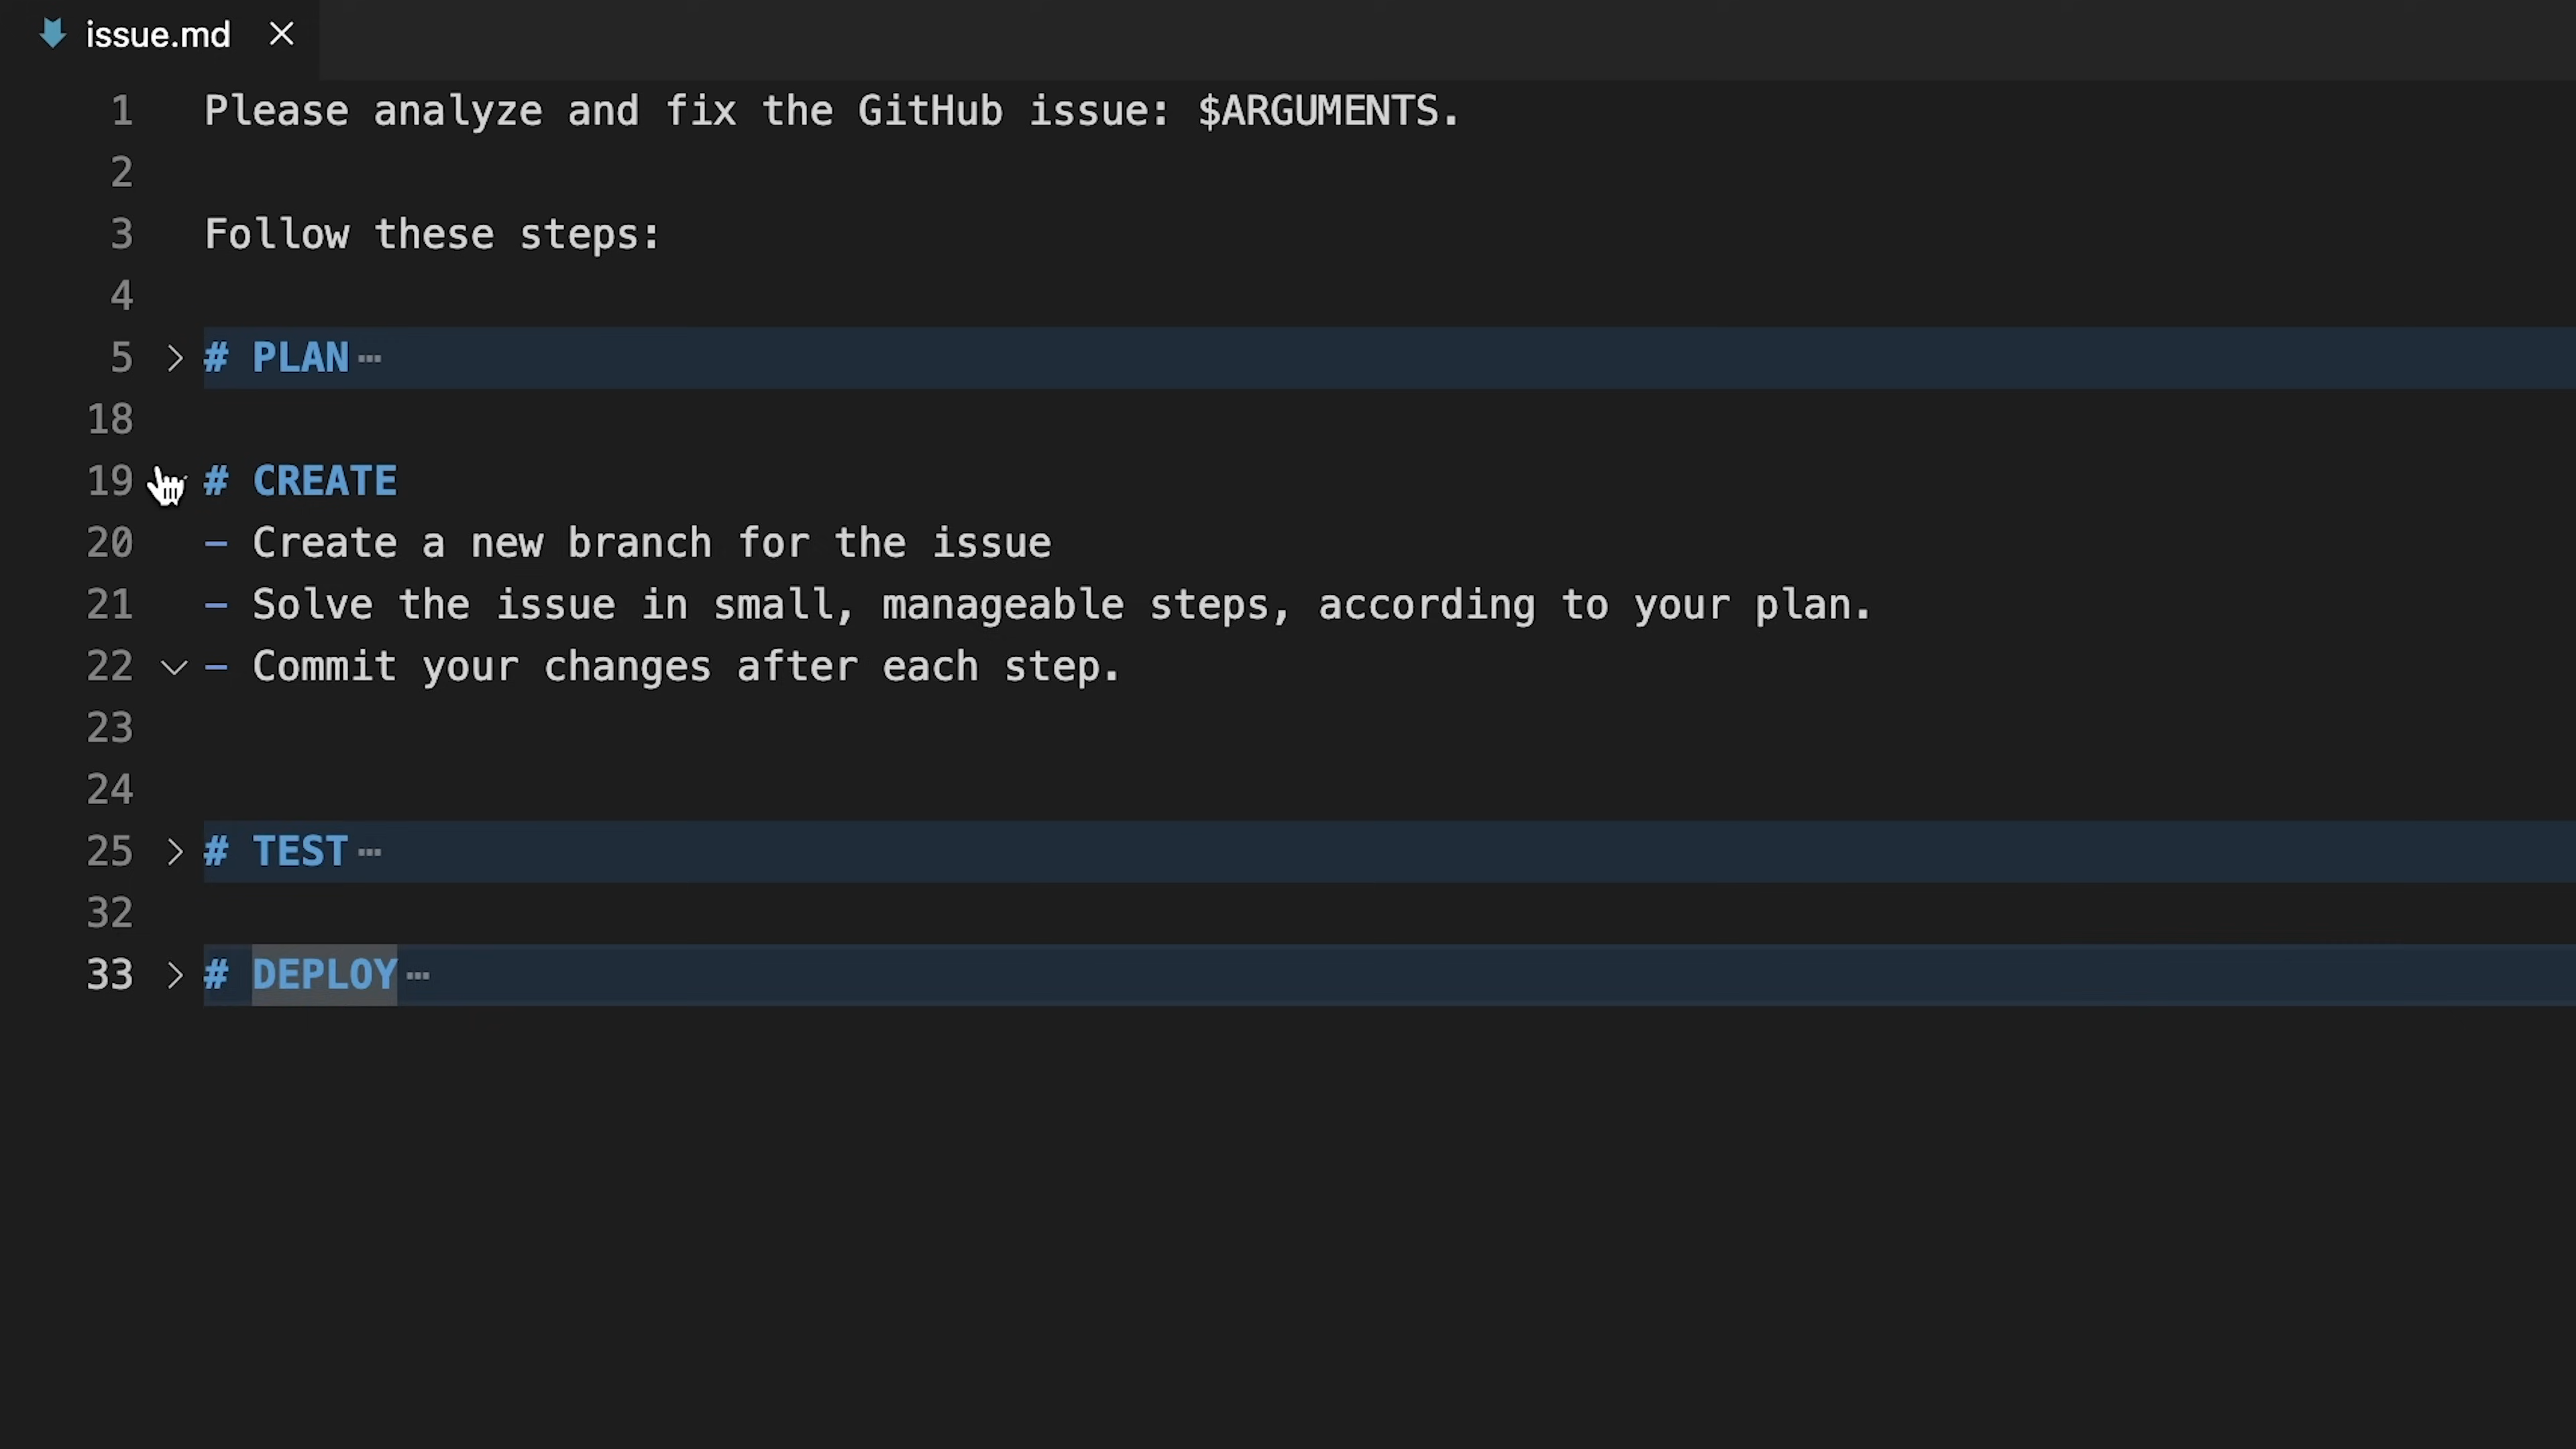 issue.md
1 Please analyze and fix the GitHub issue: $ARGUMENTS.
2
3 Follow these steps:
4
5 # PLAN ⋯
18
19 # CREATE
20 - Create a new branch for the issue
21 - Solve the issue in small, manageable steps, according to your plan.
22 - Commit your changes after each step.
23
24
25 # TEST ⋯
32
33 # DEPLOY ⋯